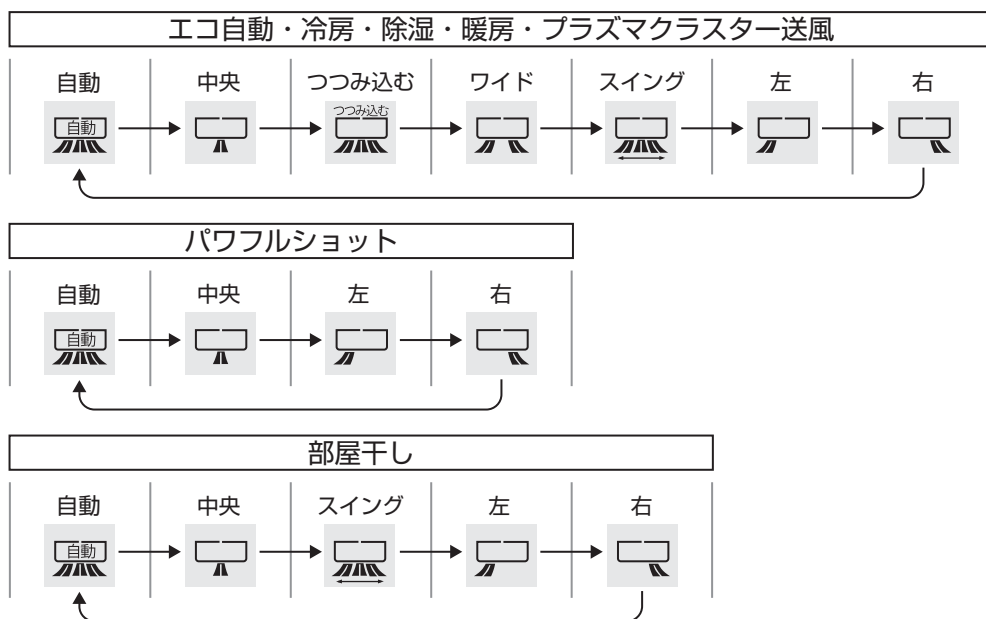 エコ自動・冷房・除湿・暖房・プラズマクラスター送風
自動 中央 つつみ込む ワイド スイング 左 右
自動 つつみ込む
パワフルショット
自動 中央 左 右
自動
部屋干し
自動 中央 スイング 左 右
自動